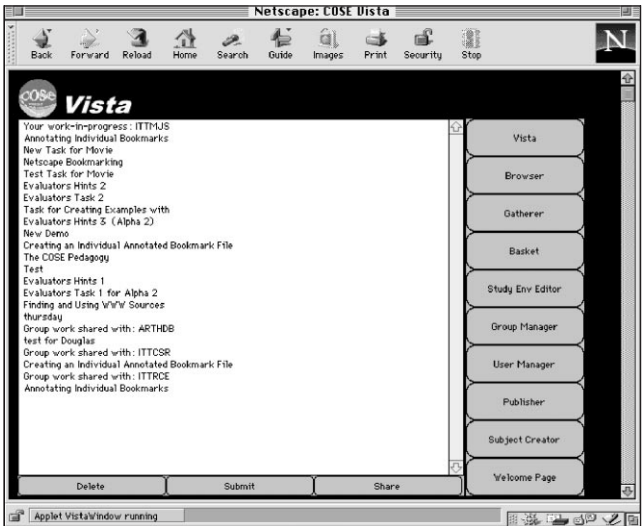 Netscape: COSE Vista
Back Forward Reload Home Search Guide Images Print Security Stop
N
COSE Vista
Your work-in-progress: ITTMJS
Annotating Individual Bookmarks
New Task for Movie
Netscape Bookmarking
Test Task for Movie
Evaluators Hints 2
Evaluators Task 2
Task for Creating Examples with
Evaluators Hints 3 (Alpha 2)
New Demo
Creating an Individual Annotated Bookmark File
The COSE Pedagogy
Test
Evaluators Hints 1
Evaluators Task 1 for Alpha 2
Finding and Using WWW Sources
thursday
Group work shared with: ARTHDB
test for Douglas
Group work shared with: ITTCSR
Creating an Individual Annotated Bookmark File
Group work shared with: ITTRCE
Annotating Individual Bookmarks
Delete Submit Share
Vista
Browser
Gatherer
Basket
Study Env Editor
Group Manager
User Manager
Publisher
Subject Creator
Welcome Page
Applet VistaWindow running